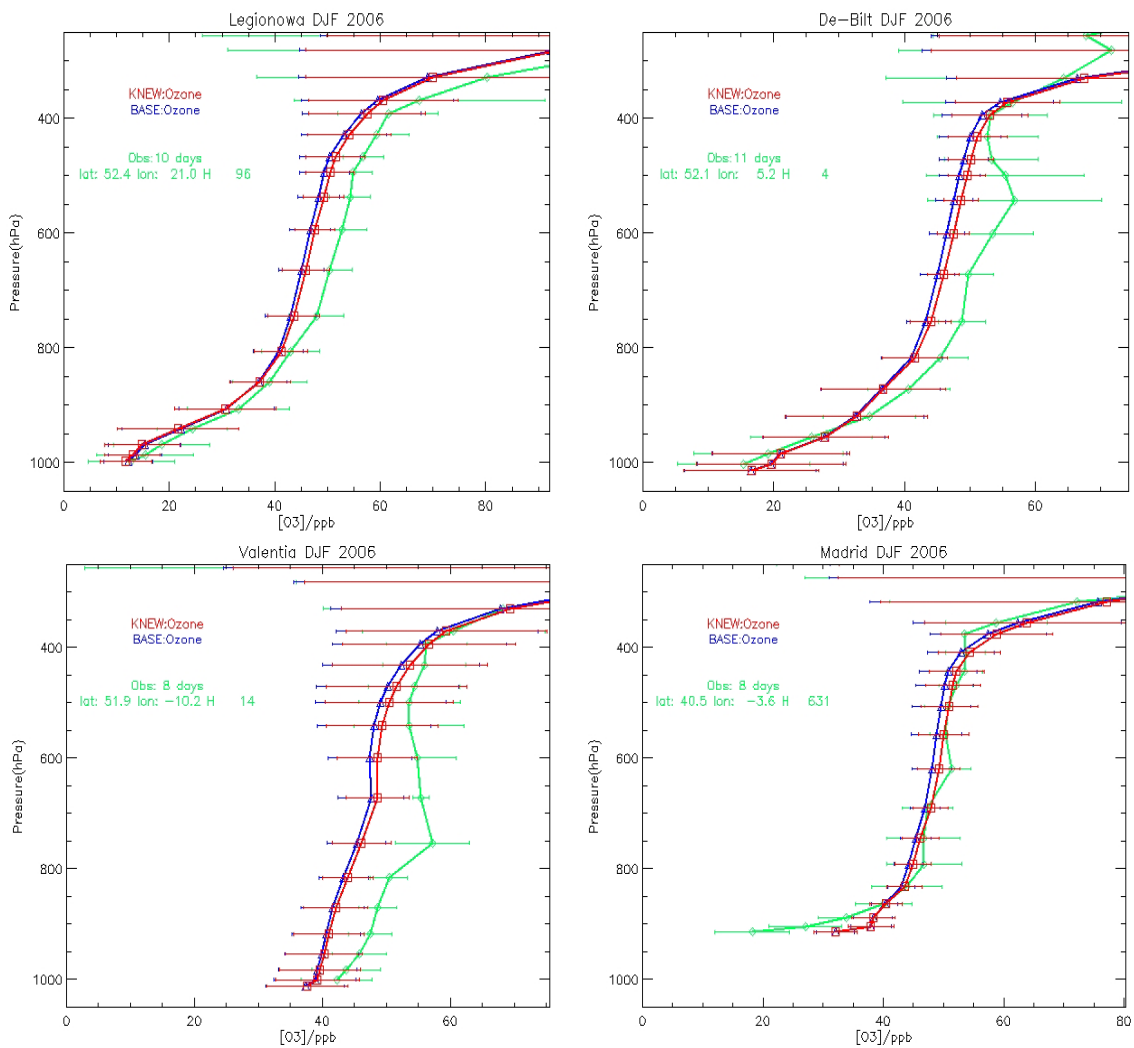 Legionowa DJF 2006
KNEW:Ozone
BASE:Ozone
Obs:10 days
lat: 52.4 lon: 21.0 H 96
Pressure(hPa)
400
600
800
1000
0 20 40 60 80
[O3]/ppb
De-Bilt DJF 2006
KNEW:Ozone
BASE:Ozone
Obs:11 days
lat: 52.1 lon: 5.2 H 4
Pressure(hPa)
400
600
800
1000
0 20 40 60
[O3]/ppb
Valentia DJF 2006
KNEW:Ozone
BASE:Ozone
Obs: 8 days
lat: 51.9 lon: -10.2 H 14
Pressure(hPa)
400
600
800
1000
0 20 40 60
[O3]/ppb
Madrid DJF 2006
KNEW:Ozone
BASE:Ozone
Obs: 8 days
lat: 40.5 lon: -3.6 H 631
Pressure(hPa)
400
600
800
1000
0 20 40 60 80
[O3]/ppb